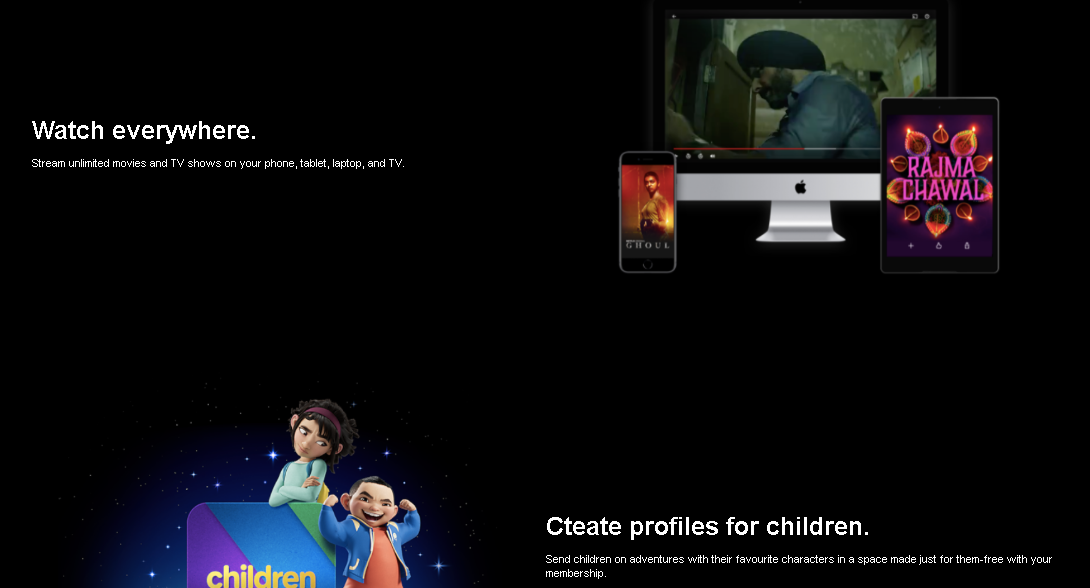 Watch everywhere.
Stream unlimited movies and TV shows on your phone, tablet, laptop, and TV.
RAJMA
CHAWAL
GHOUL
children
Cteate profiles for children.
Send children on adventures with their favourite characters in a space made just for them-free with your
membership.